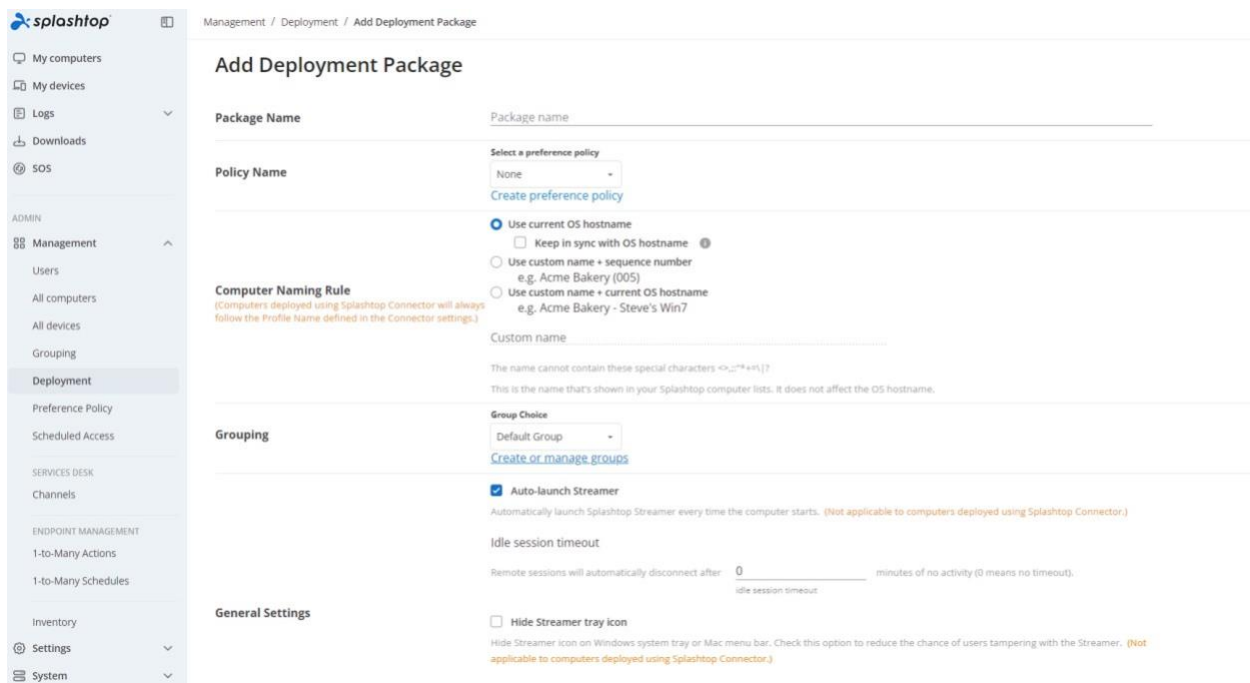 splashtop
My computers
My devices
Logs
Downloads
SOS
ADMIN
Management
Users
All computers
All devices
Grouping
Deployment
Preference Policy
Scheduled Access
SERVICES DESK
Channels
ENDPOINT MANAGEMENT
1-to-Many Actions
1-to-Many Schedules
Inventory
Settings
System
Management / Deployment / Add Deployment Package
Add Deployment Package
Package Name
Package name
Policy Name
Select a preference policy
None
Create preference policy
Computer Naming Rule
(Computers deployed using Splashtop Connector will always
follow the Profile Name defined in the Connector settings.)
Use current OS hostname
Keep in sync with OS hostname
Use custom name + sequence number
e.g. Acme Bakery (005)
Use custom name + current OS hostname
e.g. Acme Bakery - Steve's Win7
Custom name
The name cannot contain these special characters
This is the name that's shown in your Splashtop computer lists. It does not affect the OS hostname.
Grouping
Group Choice
Default Group
Create or manage groups
General Settings
Auto-launch Streamer
Automatically launch Splashtop Streamer every time the computer starts. (Not applicable to computers deployed using Splashtop Connector.)
Idle session timeout
Remote sessions will automatically disconnect after 0 minutes of no activity (0 means no timeout).
idle session timeout
Hide Streamer tray icon
Hide Streamer icon on Windows system tray or Mac menu bar. Check this option to reduce the chance of users tampering with the Streamer. (Not
applicable to computers deployed using Splashtop Connector.)